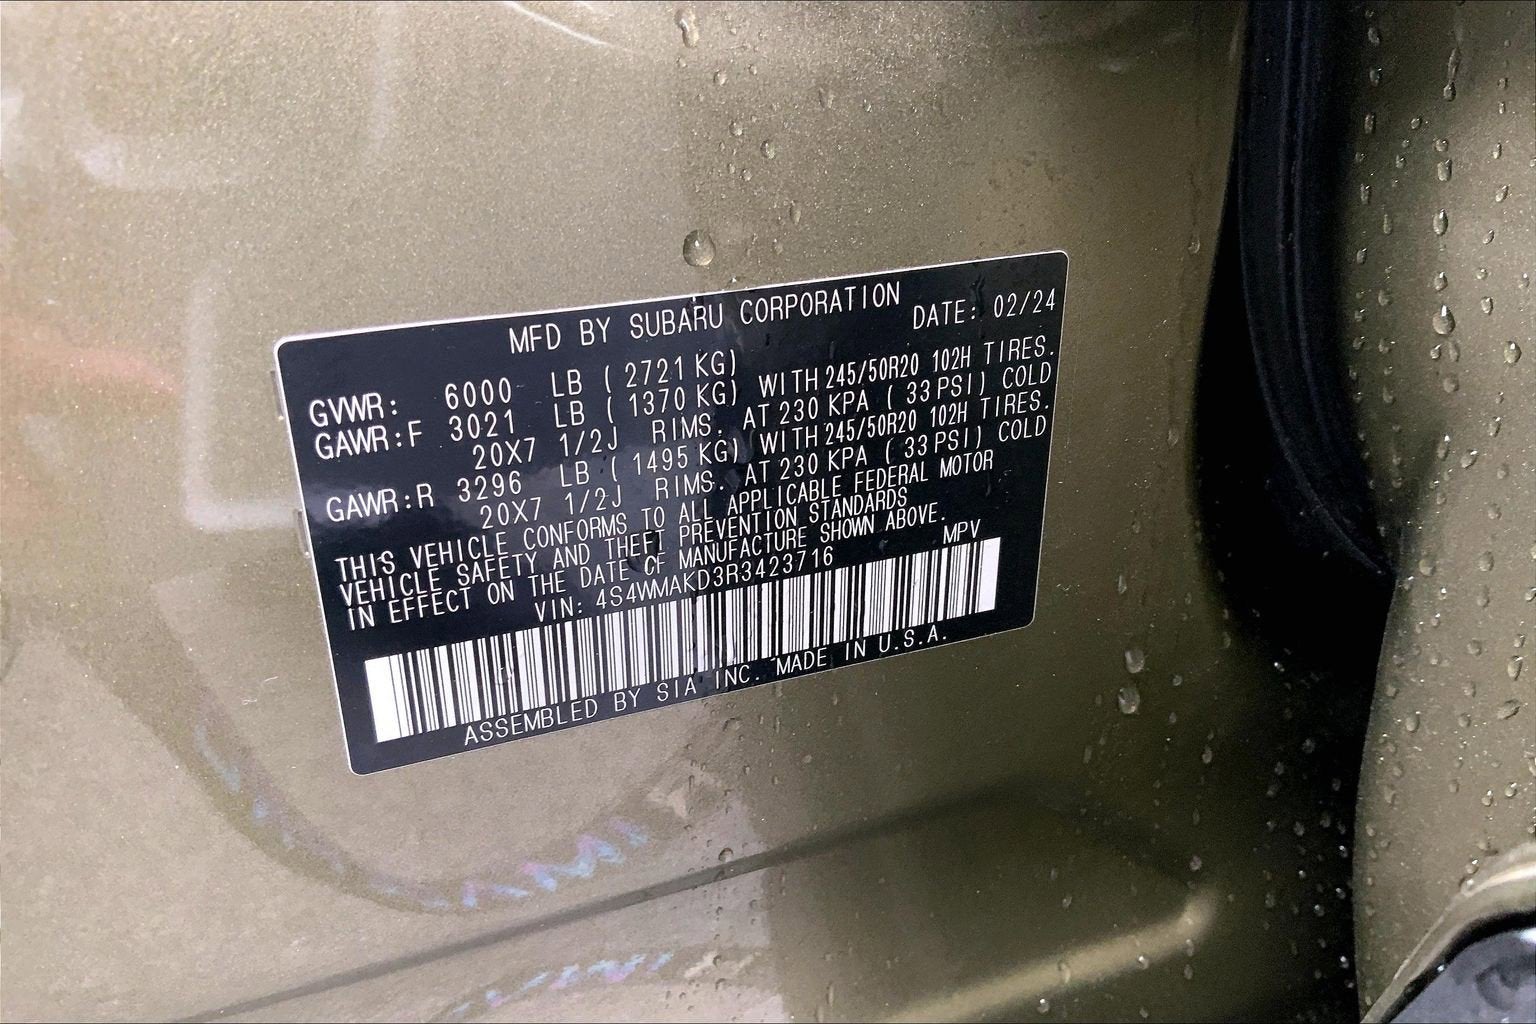 MFD BY SUBARU CORPORATION DATE: 02/24
GVWR: 6000 LB ( 2721 KG)
GAWR:F 3021 LB ( 1370 KG) WITH 245/50R20 102H TIRES.
20X7 1/2J RIMS. AT 230 KPA ( 33 PSI) COLD
GAWR:R 3296 LB ( 1495 KG) WITH 245/50R20 102H TIRES.
20X7 1/2J RIMS. AT 230 KPA ( 33 PSI) COLD
THIS VEHICLE CONFORMS TO ALL APPLICABLE FEDERAL MOTOR
VEHICLE SAFETY AND THEFT PREVENTION STANDARDS
IN EFFECT ON THE DATE OF MANUFACTURE SHOWN ABOVE.
VIN: 4S4WMAKD3R3423716 MPV
ASSEMBLED BY SIA INC. MADE IN U.S.A.